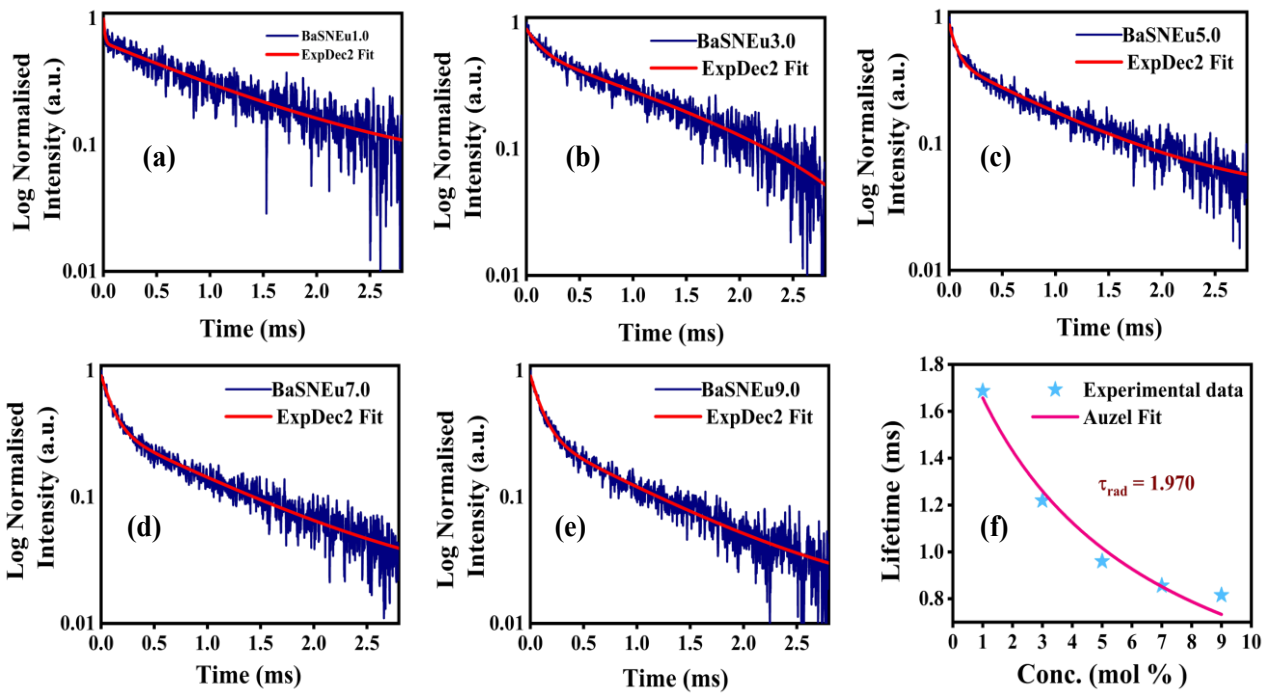 1
BaSNEu1.0
ExpDec2 Fit
Log Normalised
Intensity (a.u.)
0.1
(a)
0.01
0.0 0.5 1.0 1.5 2.0 2.5
Time (ms)
1
BaSNEu3.0
ExpDec2 Fit
Log Normalised
Intensity (a.u.)
0.1
(b)
0.01
0.0 0.5 1.0 1.5 2.0 2.5
Time (ms)
1
BaSNEu5.0
ExpDec2 Fit
Log Normalised
Intensity (a.u.)
0.1
(c)
0.01
0.0 0.5 1.0 1.5 2.0 2.5
Time (ms)
1
BaSNEu7.0
ExpDec2 Fit
Log Normalised
Intensity (a.u.)
0.1
(d)
0.01
0.0 0.5 1.0 1.5 2.0 2.5
Time (ms)
1
BaSNEu9.0
ExpDec2 Fit
Log Normalised
Intensity (a.u.)
0.1
(e)
0.01
0.0 0.5 1.0 1.5 2.0 2.5
Time (ms)
1.8
Experimental data
1.6
Auzel Fit
1.4
τrad = 1.970
1.2
(f)
Lifetime (ms)
1.0
0.8
0 1 2 3 4 5 6 7 8 9 10
Conc. (mol % )